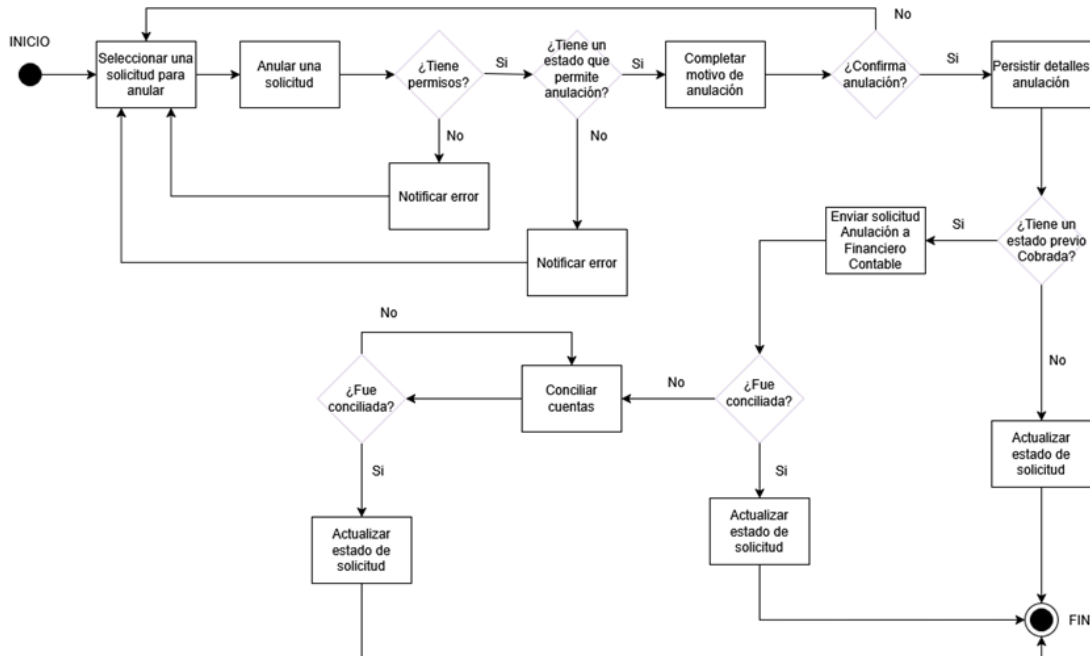 No
INICIO
Seleccionar una
solicitud para
anular
Anular una
solicitud
¿Tiene
permisos?
Si
¿Tiene un
estado que
permite
anulación?
Si
Completar
motivo de
anulación
¿Confirma
anulación?
Si
Persistir detalles
anulación
No
Notificar error
No
Notificar error
Enviar solicitud
Anulación a
Financiero
Contable
Si
¿Tiene un
estado previo
Cobrada?
No
No
¿Fue
conciliada?
Conciliar
cuentas
No
¿Fue
conciliada?
Si
Si
Actualizar
estado de
solicitud
Actualizar
estado de
solicitud
Actualizar
estado de
solicitud
FIN